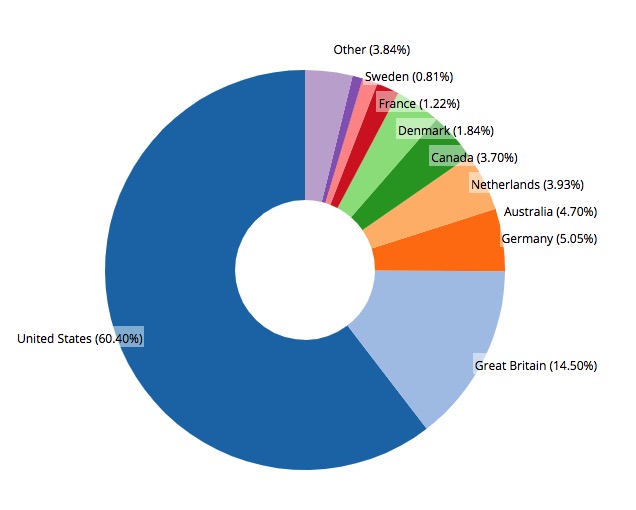 Other (3.84%)
Sweden (0.81%)
France (1.22%)
Denmark (1.84%)
Canada (3.70%)
Netherlands (3.93%)
Australia (4.70%)
Germany (5.05%)
United States (60.40%)
Great Britain (14.50%)